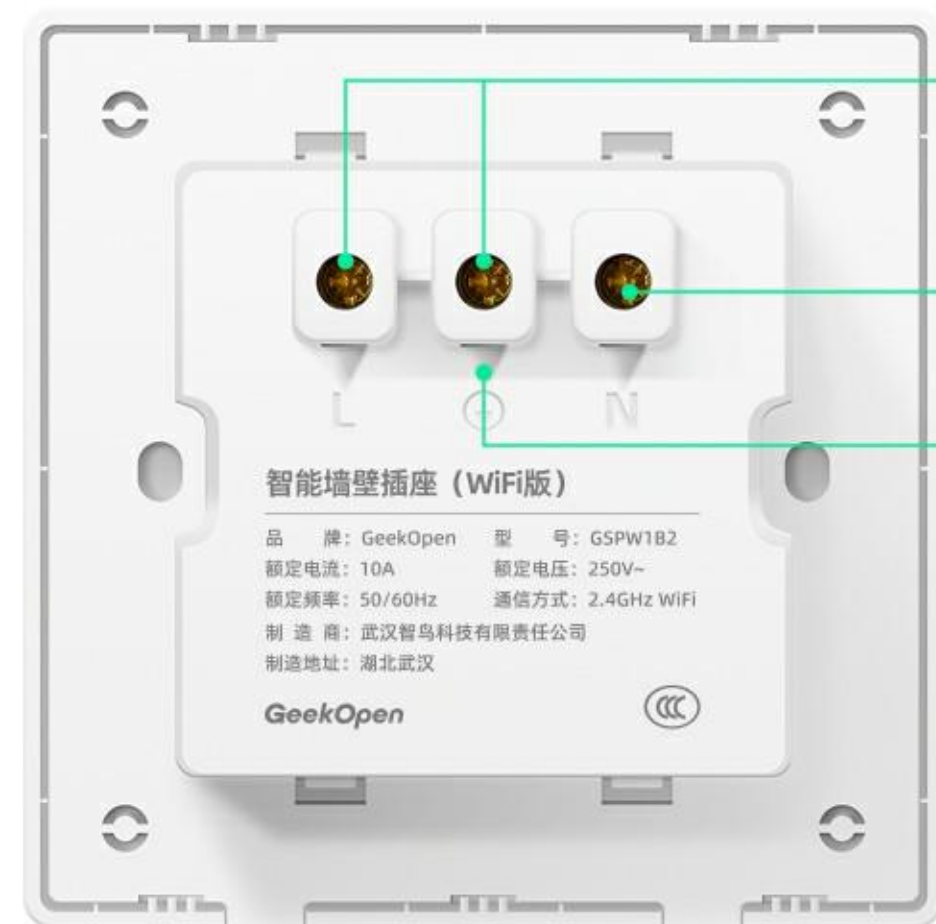 L ⏚ N
智能墙壁插座（WiFi版）
品 牌：GeekOpen 型 号：GSPW1B2
额定电流：10A 额定电压：250V~
额定频率：50/60Hz 通信方式：2.4GHz WiFi
制 造 商：武汉智鸟科技有限责任公司
制造地址：湖北武汉
GeekOpen
CCC